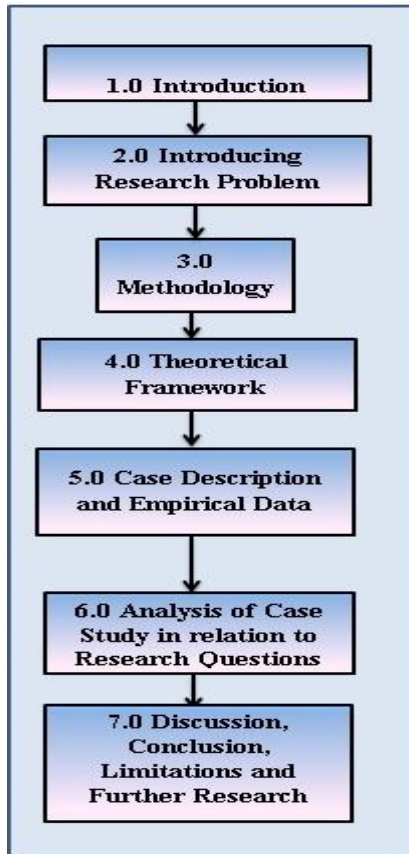 1.0 Introduction
2.0 Introducing
Research Problem
3.0
Methodology
4.0 Theoretical
Framework
5.0 Case Description
and Empirical Data
6.0 Analysis of Case
Study in relation to
Research Questions
7.0 Discussion,
Conclusion,
Limitations and
Further Research